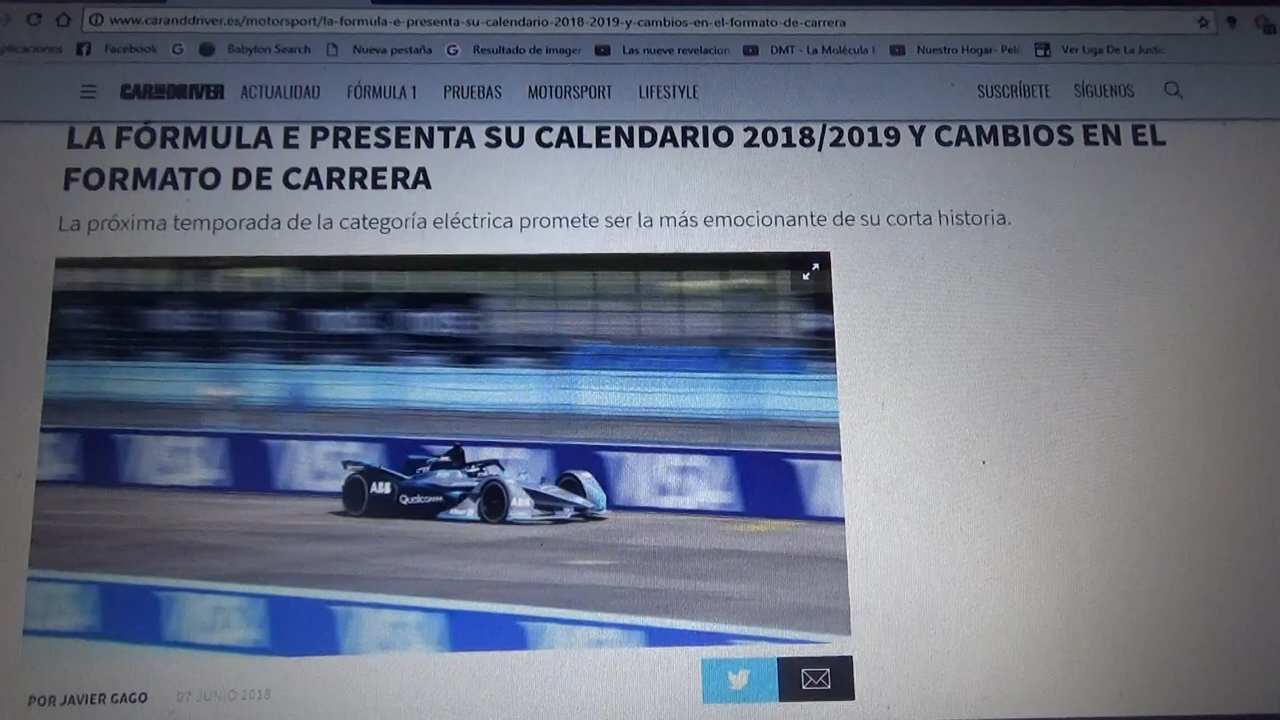 www.caranddriver.es/motorsport/la-formula-e-presenta-su-calendario-2018-2019-y-cambios-en-el-formato-de-carrera
Facebook Babylon Search Nueva pestaña Resultado de imager Las nueve revelacion DMT - La Molécula Nuestro Hogar- Peli Ver Liga De La Justic
CAR AND DRIVER ACTUALIDAD FÓRMULA 1 PRUEBAS MOTORSPORT LIFESTYLE SUSCRÍBETE SÍGUENOS
LA FÓRMULA E PRESENTA SU CALENDARIO 2018/2019 Y CAMBIOS EN EL
FORMATO DE CARRERA
La próxima temporada de la categoría eléctrica promete ser la más emocionante de su corta historia.
ABB
Qualcomm
ABB
POR JAVIER GAGO 07 JUNIO 2018